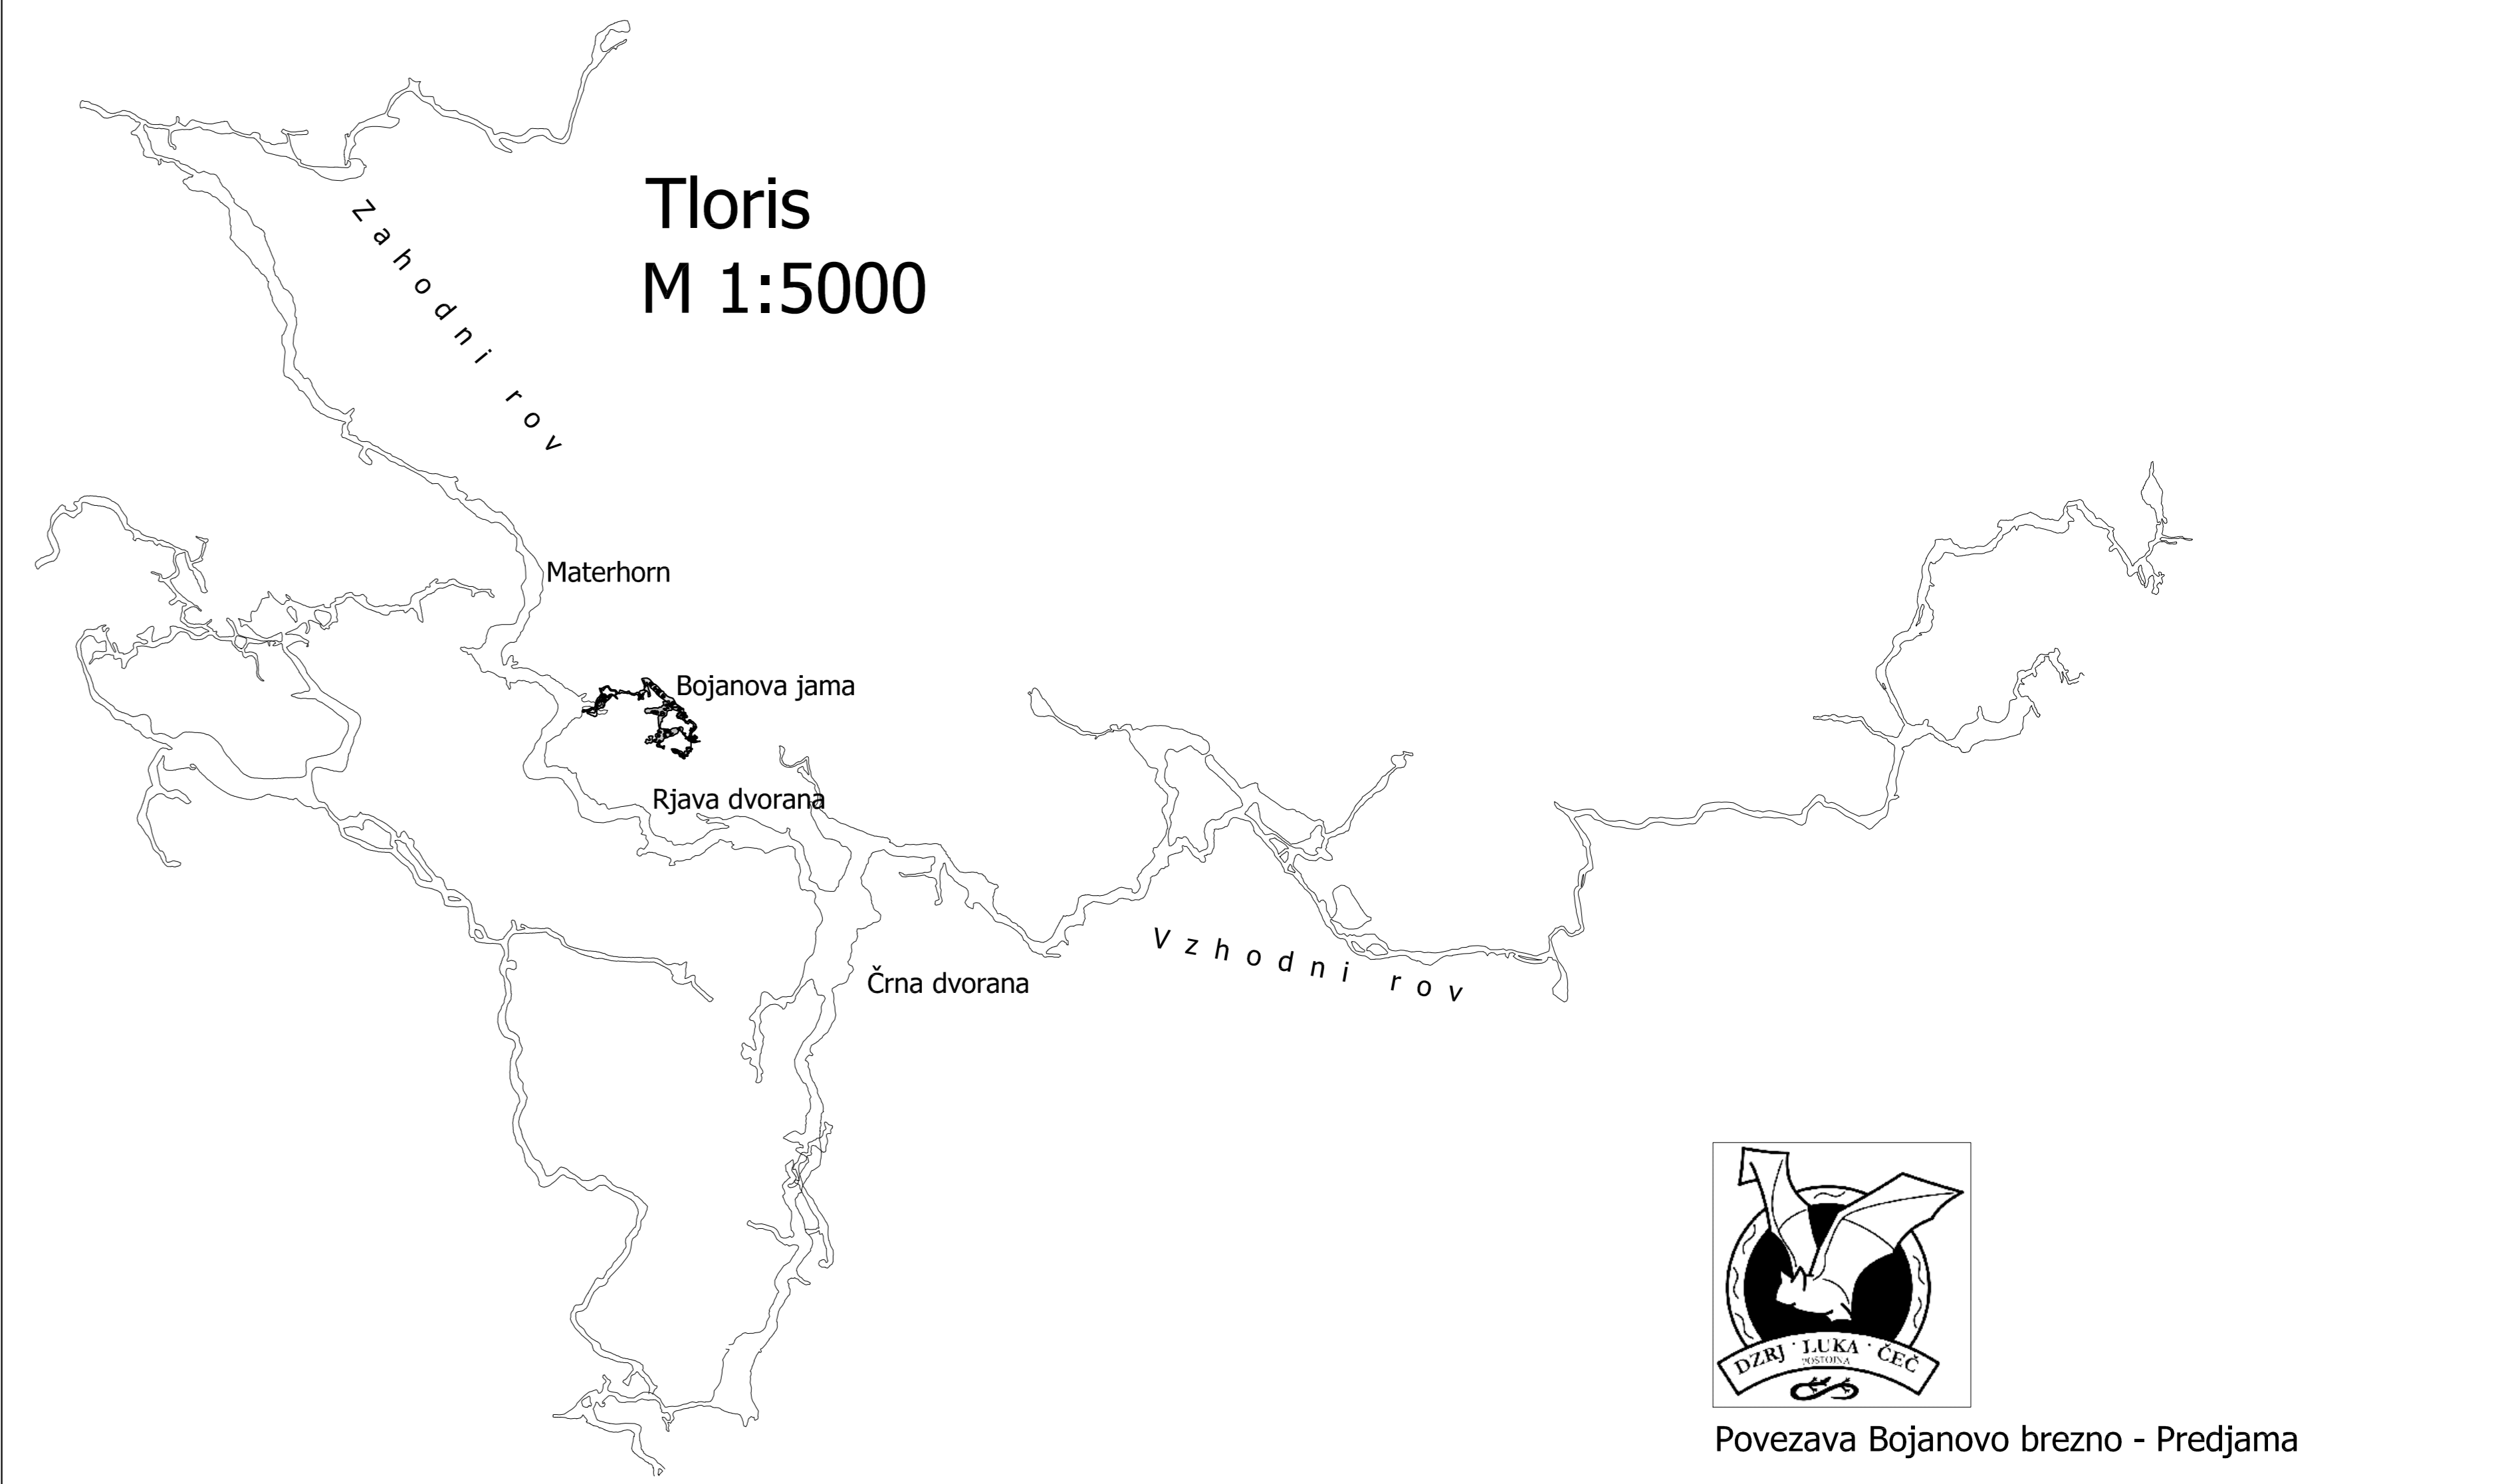 Tloris
M 1:5000
Zahodni rov
Materhorn
Bojanova jama
Rjava dvorana
Črna dvorana
Vzhodni rov
DZRJ · LUKA · ČEČ
POSTOJNA
Povezava Bojanovo brezno - Predjama